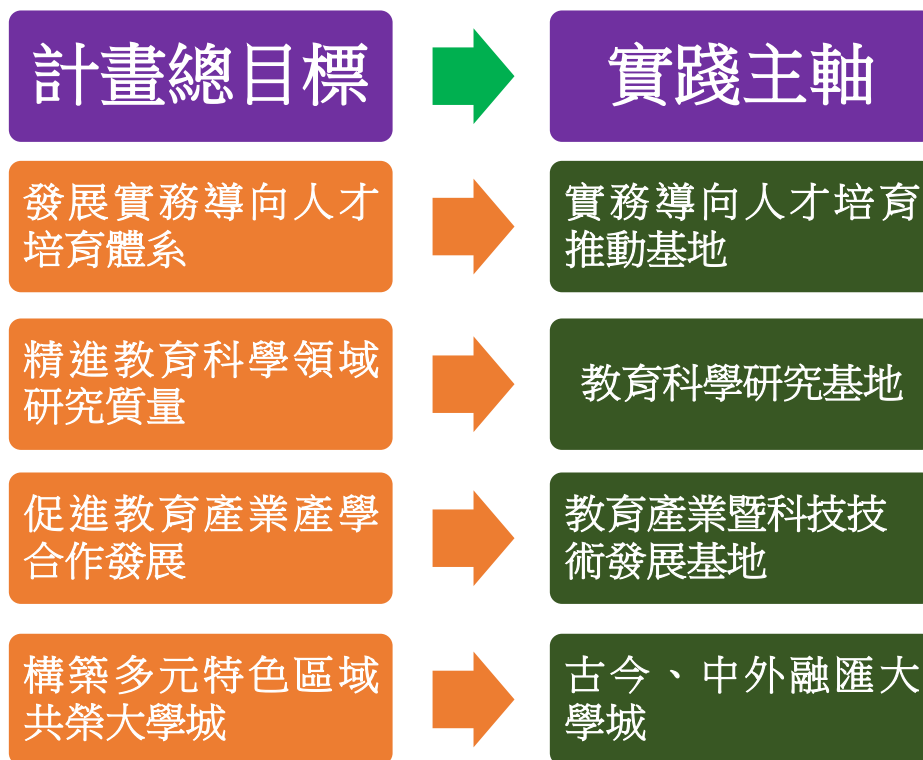 計畫總目標
實踐主軸
發展實務導向人才
培育體系
實務導向人才培育
推動基地
精進教育科學領域
研究質量
教育科學研究基地
促進教育產業產學
合作發展
教育產業暨科技技
術發展基地
構築多元特色區域
共榮大學城
古今、中外融匯大
學城